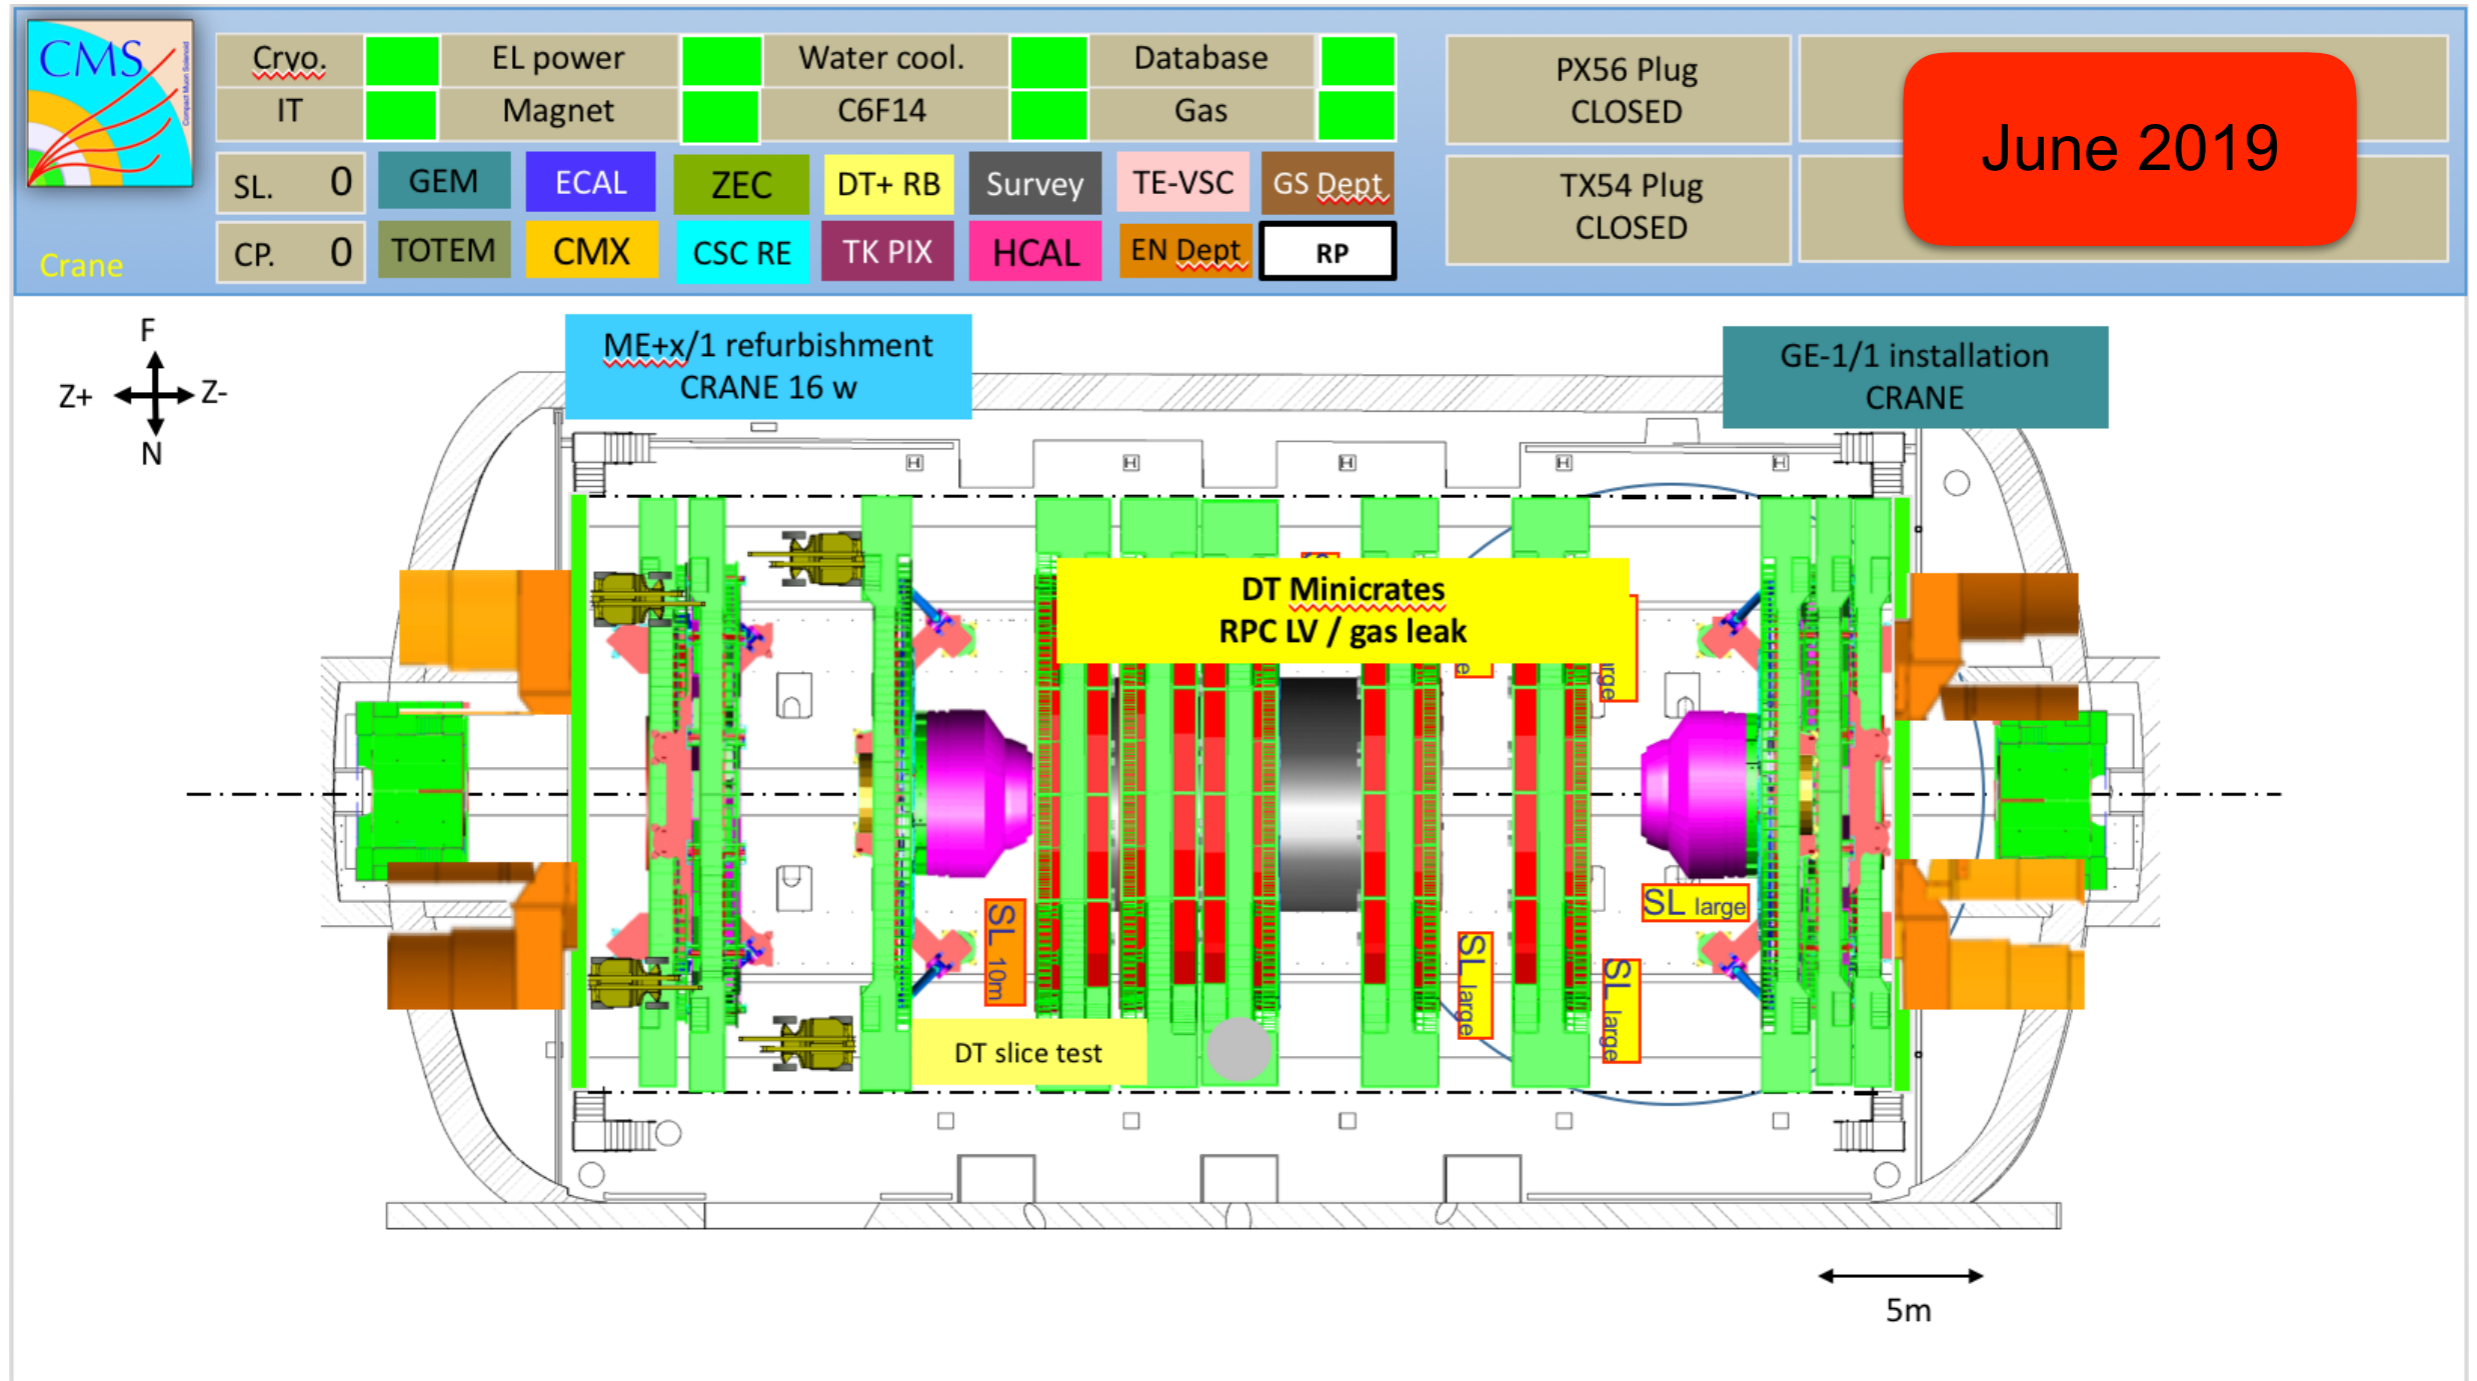 CMS
Compact Muon Solenoid
Cryo.
EL power
Water cool.
Database
IT
Magnet
C6F14
Gas
SL. 0
GEM
ECAL
ZEC
DT+ RB
Survey
TE-VSC
GS Dept
CP. 0
TOTEM
CMX
CSC RE
TK PIX
HCAL
EN Dept
RP
Crane
PX56 Plug
CLOSED
TX54 Plug
CLOSED
June 2019
F
Z+
Z-
N
ME+x/1 refurbishment
CRANE 16 w
GE-1/1 installation
CRANE
H
H
H
H
H
DT Minicrates
RPC LV / gas leak
SL large
SL 10m
SL large
SL large
DT slice test
5m